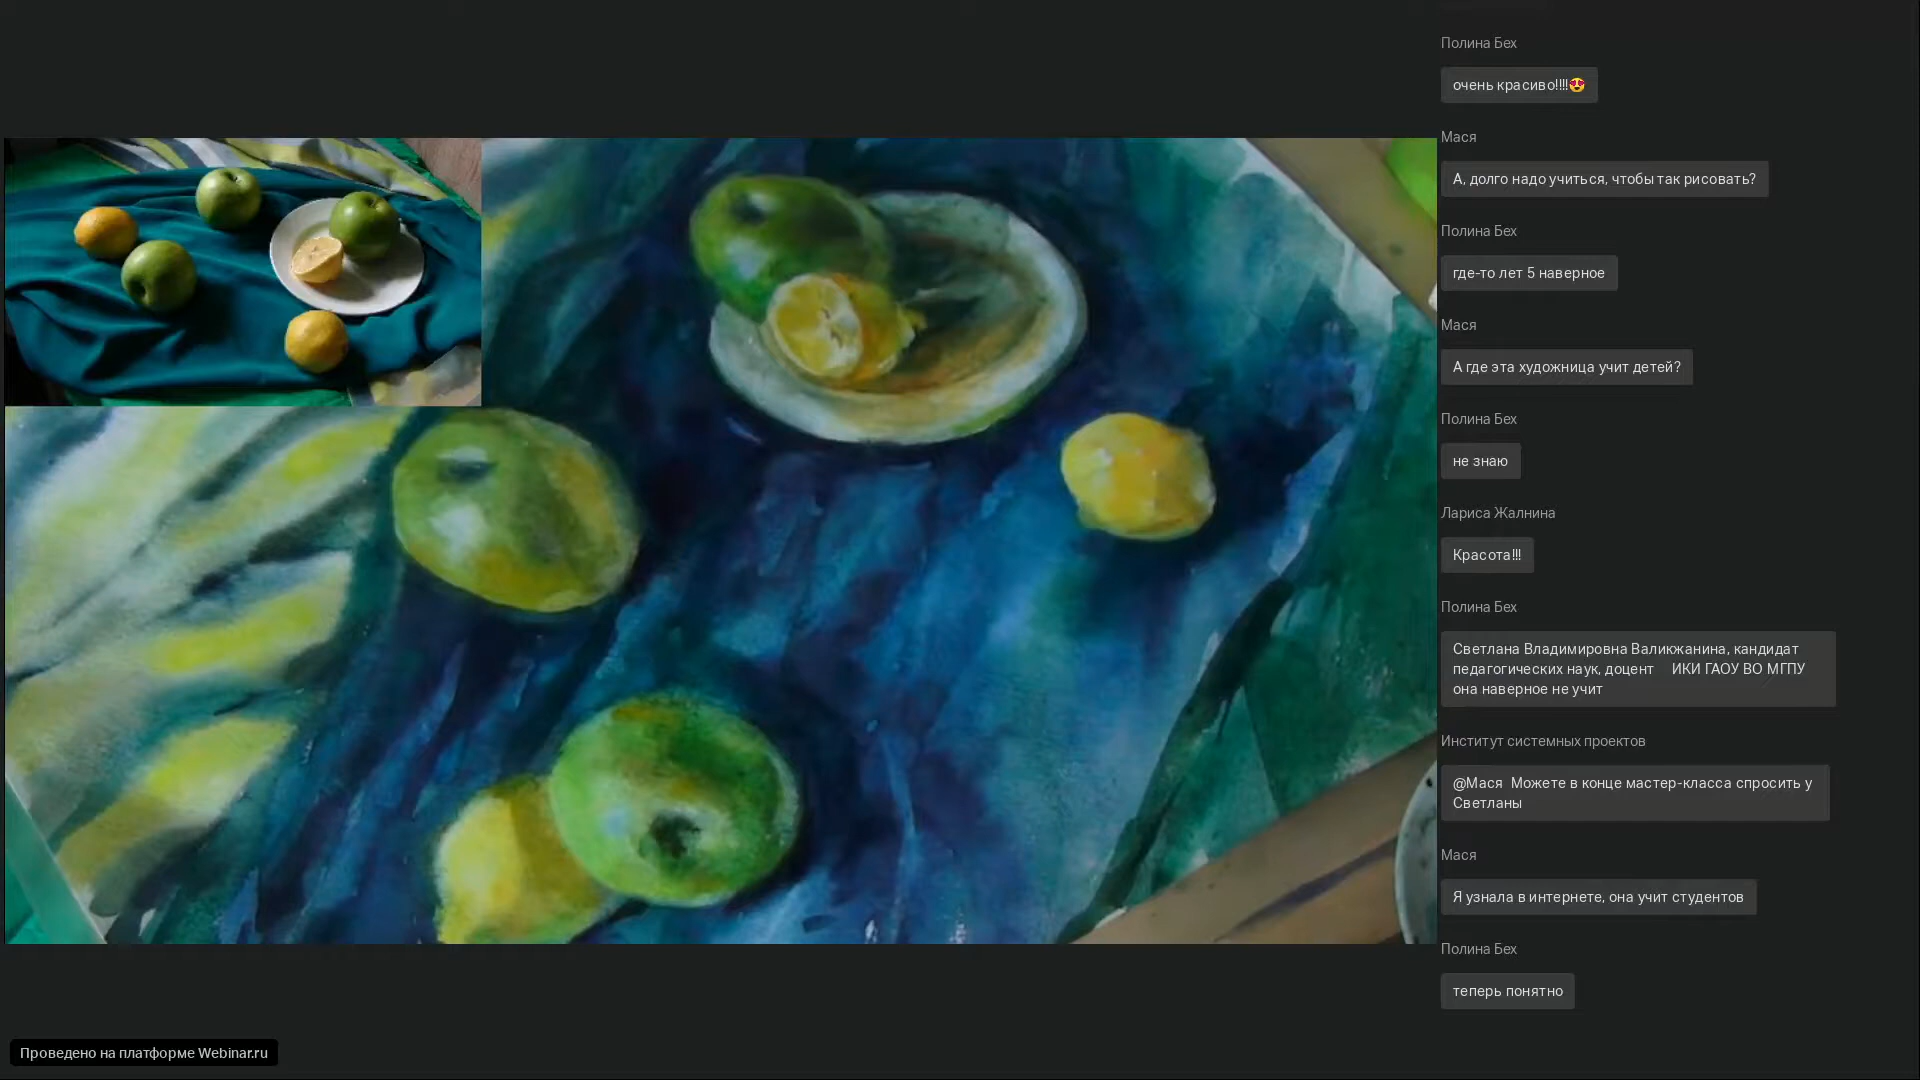 Полина Бех
очень красиво!!!!😍
Мася
А, долго надо учиться, чтобы так рисовать?
Полина Бех
где-то лет 5 наверное
Мася
А где эта художница учит детей?
Полина Бех
не знаю
Лариса Жалнина
Красота!!!
Полина Бех
Светлана Владимировна Валикжанина, кандидат
педагогических наук, доцент ИКИ ГАОУ ВО МГПУ
она наверное не учит
Институт системных проектов
@Мася Можете в конце мастер-класса спросить у
Светланы
Мася
Я узнала в интернете, она учит студентов
Полина Бех
теперь понятно
Проведено на платформе Webinar.ru